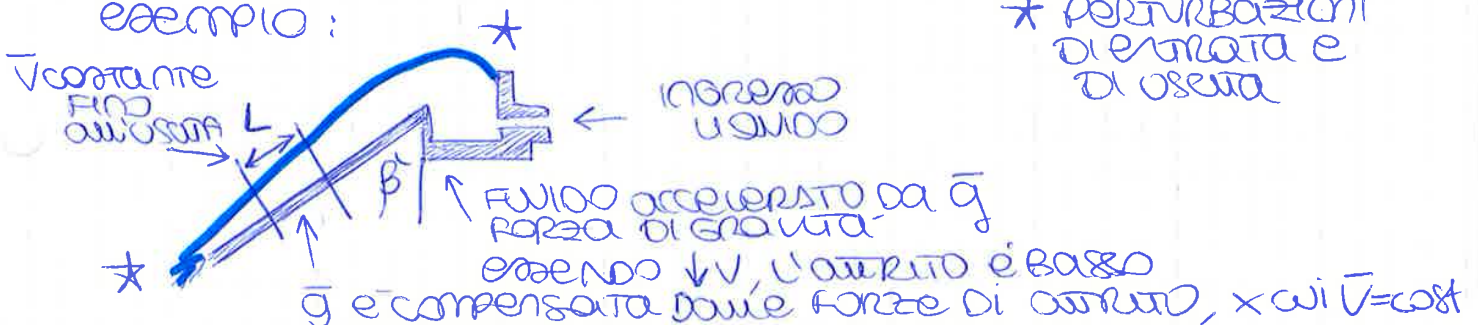 esempio:
* PERTURBAZIONI
DI ENTRATA E
DI USCITA
*
V̄ costante
FINO
all'USCITA
L
INGRESSO
LIQUIDO
β
FLUIDO accelerato da ḡ
FORZA DI GRAVITÀ
*
essendo ↓V, l'attrito è basso
ḡ è compensata dalle forze di attrito, x cui V̄=cost